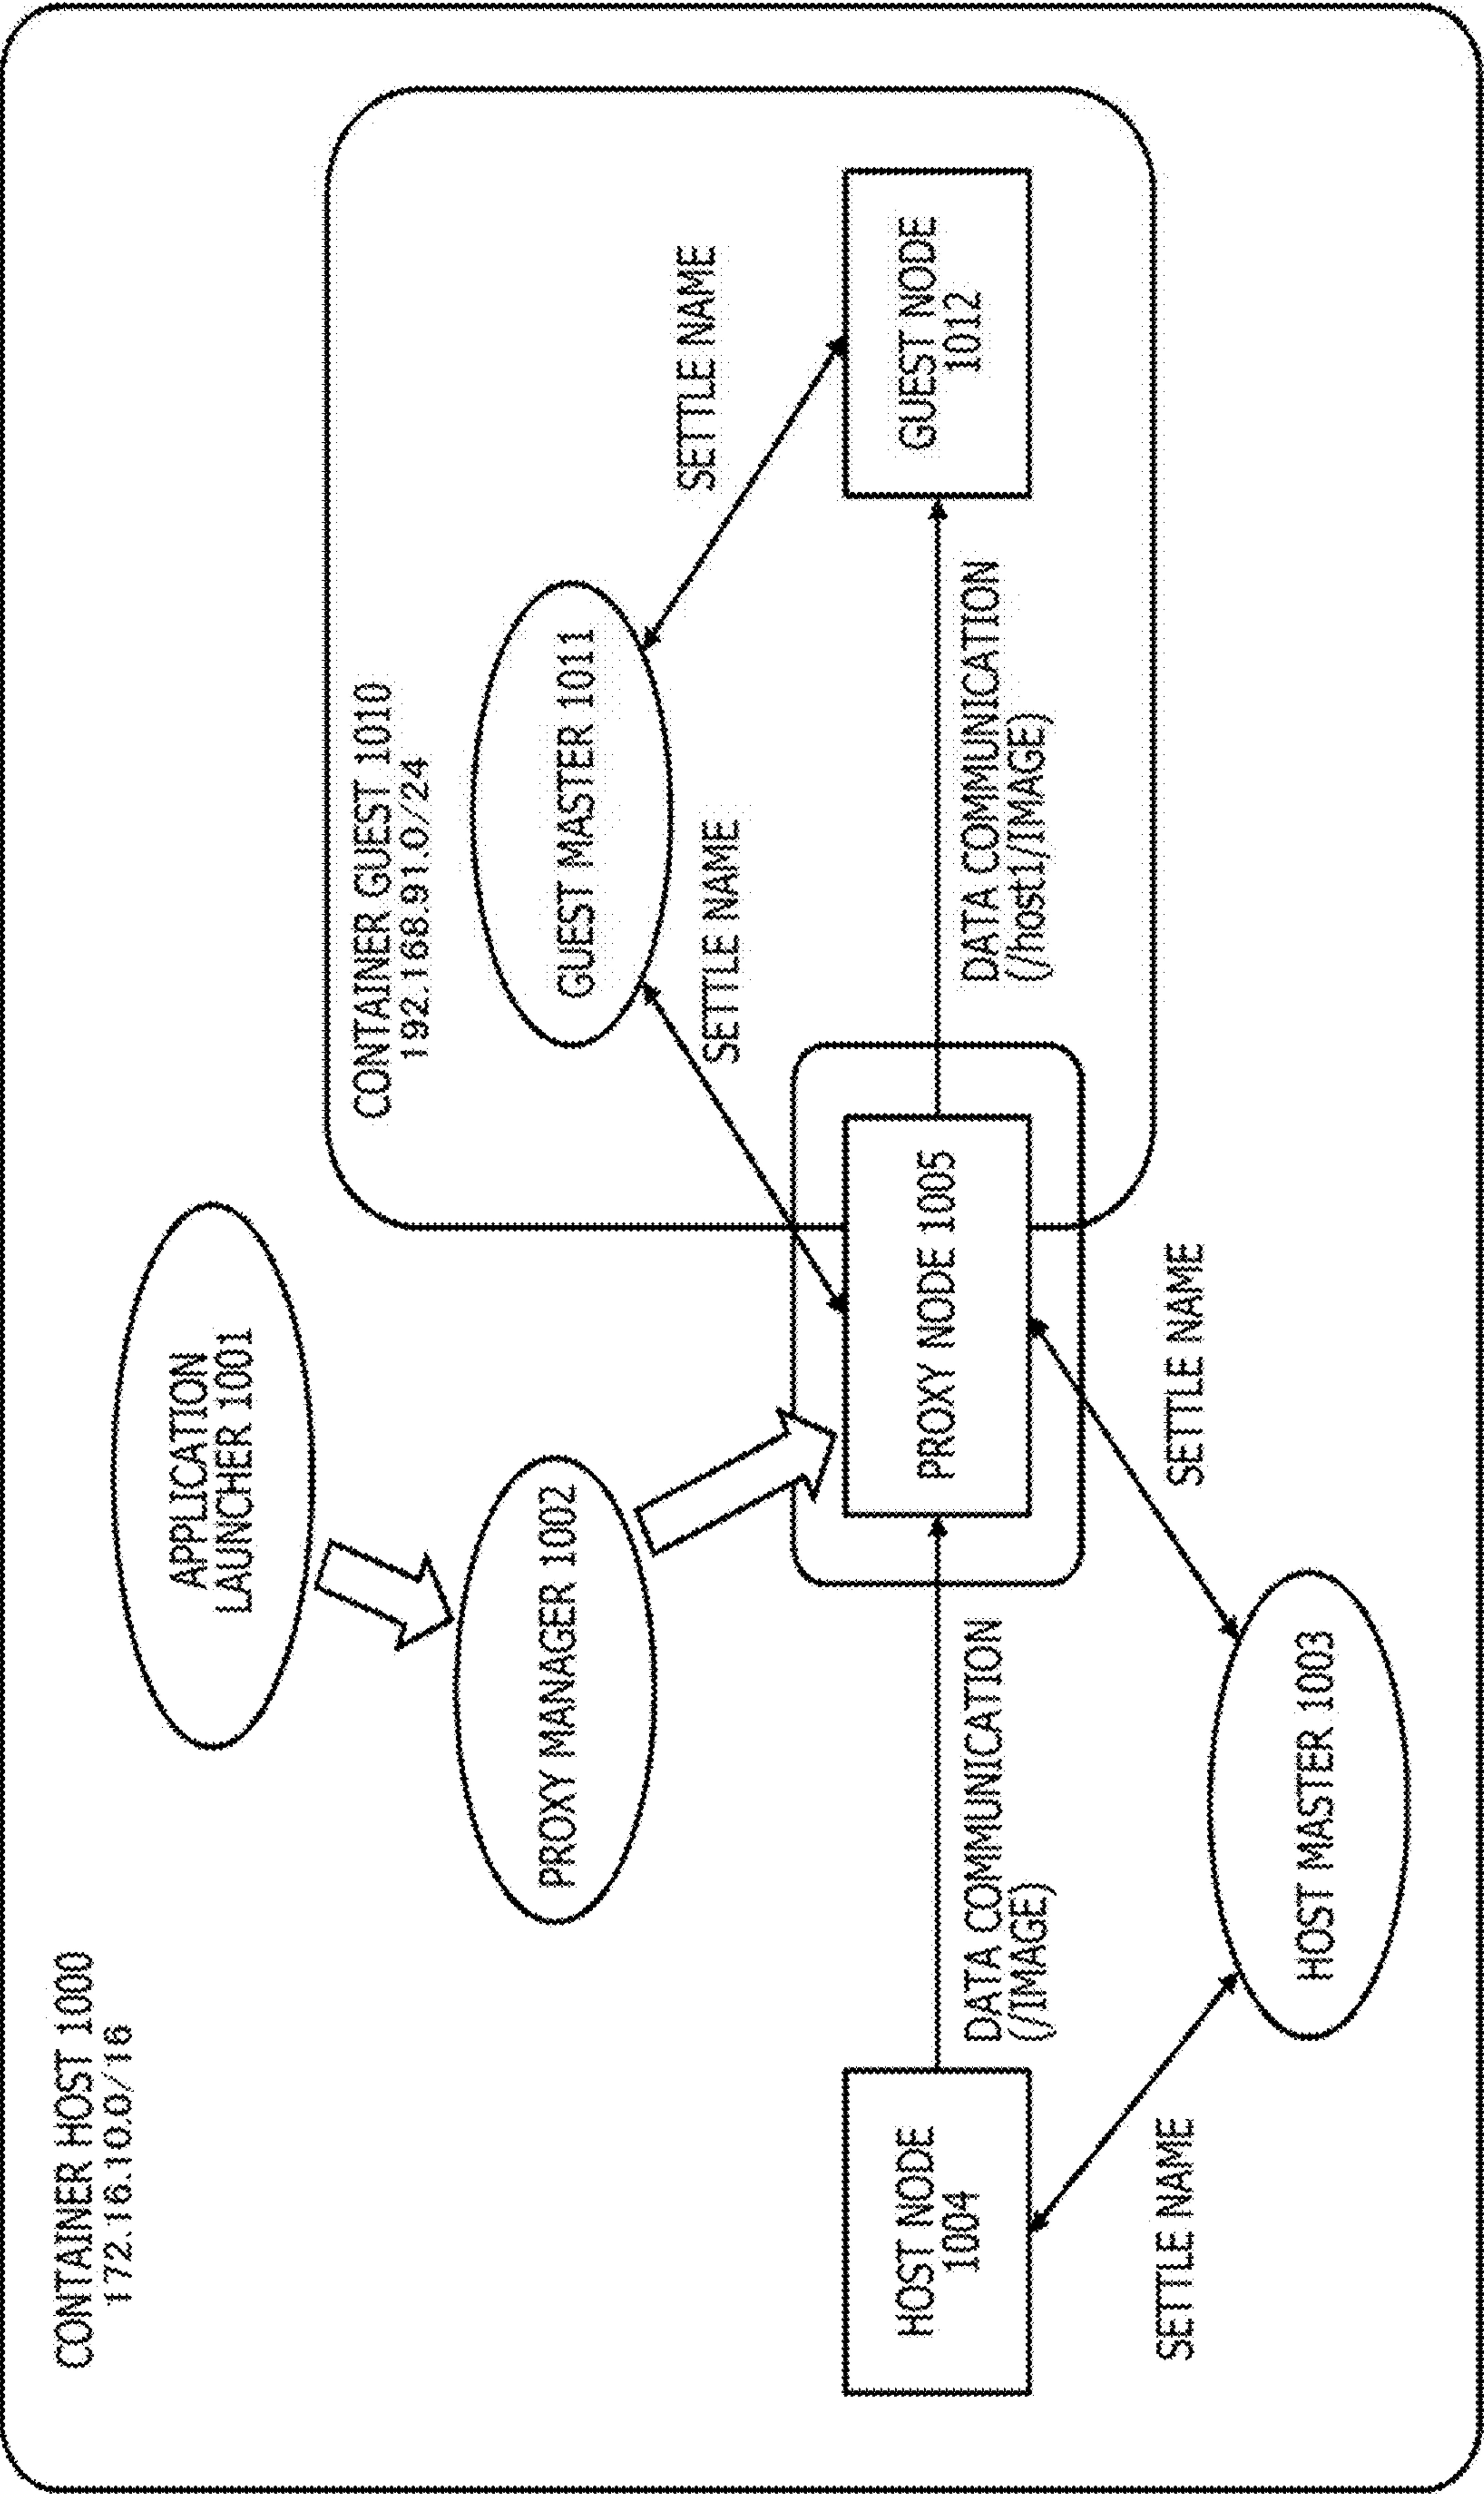 CONTAINER HOST 1000
172.16.10.0/16
APPLICATION
LAUNCHER 1001
PROXY MANAGER 1002
CONTAINER GUEST 1010
192.168.91.0/24
GUEST MASTER 1011
SETTLE NAME
SETTLE NAME
HOST NODE
1004
DATA COMMUNICATION
(/IMAGE)
PROXY NODE 1005
DATA COMMUNICATION
(/host1/IMAGE)
GUEST NODE
1012
SETTLE NAME
HOST MASTER 1003
SETTLE NAME